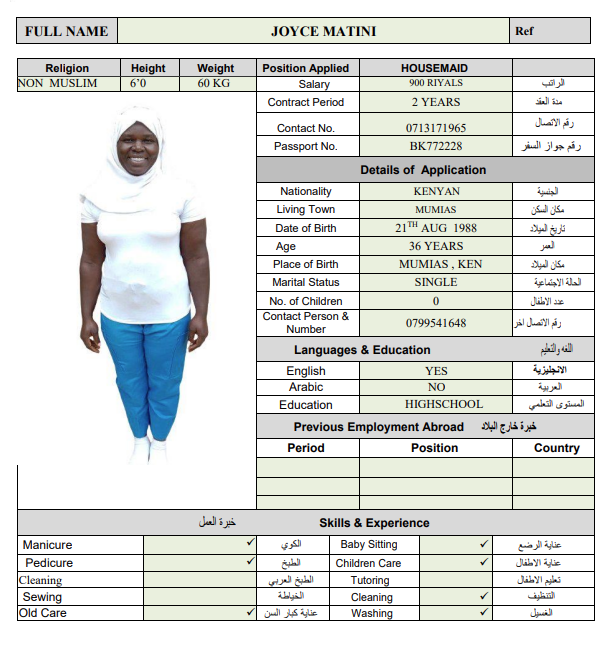 FULL NAME JOYCE MATINI Ref
Religion Height Weight Position Applied HOUSEMAID
NON MUSLIM 6'0 60 KG Salary 900 RIYALS الراتب
Contract Period 2 YEARS مدة العقد
Contact No. 0713171965 رقم الاتصال
Passport No. BK772228 رقم جواز السفر
Details of Application
Nationality KENYAN الجنسية
Living Town MUMIAS مكان السكن
Date of Birth 21TH AUG 1988 تاريخ الميلاد
Age 36 YEARS العمر
Place of Birth MUMIAS , KEN مكان الميلاد
Marital Status SINGLE الحالة الاجتماعية
No. of Children 0 عدد الاطفال
Contact Person & Number 0799541648 رقم الاتصال اخر
Languages & Education اللغه والتعليم
English YES الانجليزية
Arabic NO العربية
Education HIGHSCHOOL المستوى التعلمي
Previous Employment Abroad خبرة خارج البلاد
Period Position Country
خبرة العمل Skills & Experience
Manicure ✓ الكوي Baby Sitting ✓ عناية الرضع
Pedicure ✓ الطبخ Children Care ✓ عناية الاطفال
Cleaning الطبخ العربي Tutoring تعليم الاطفال
Sewing الخياطة Cleaning ✓ التنظيف
Old Care ✓ عناية كبار السن Washing ✓ الغسيل